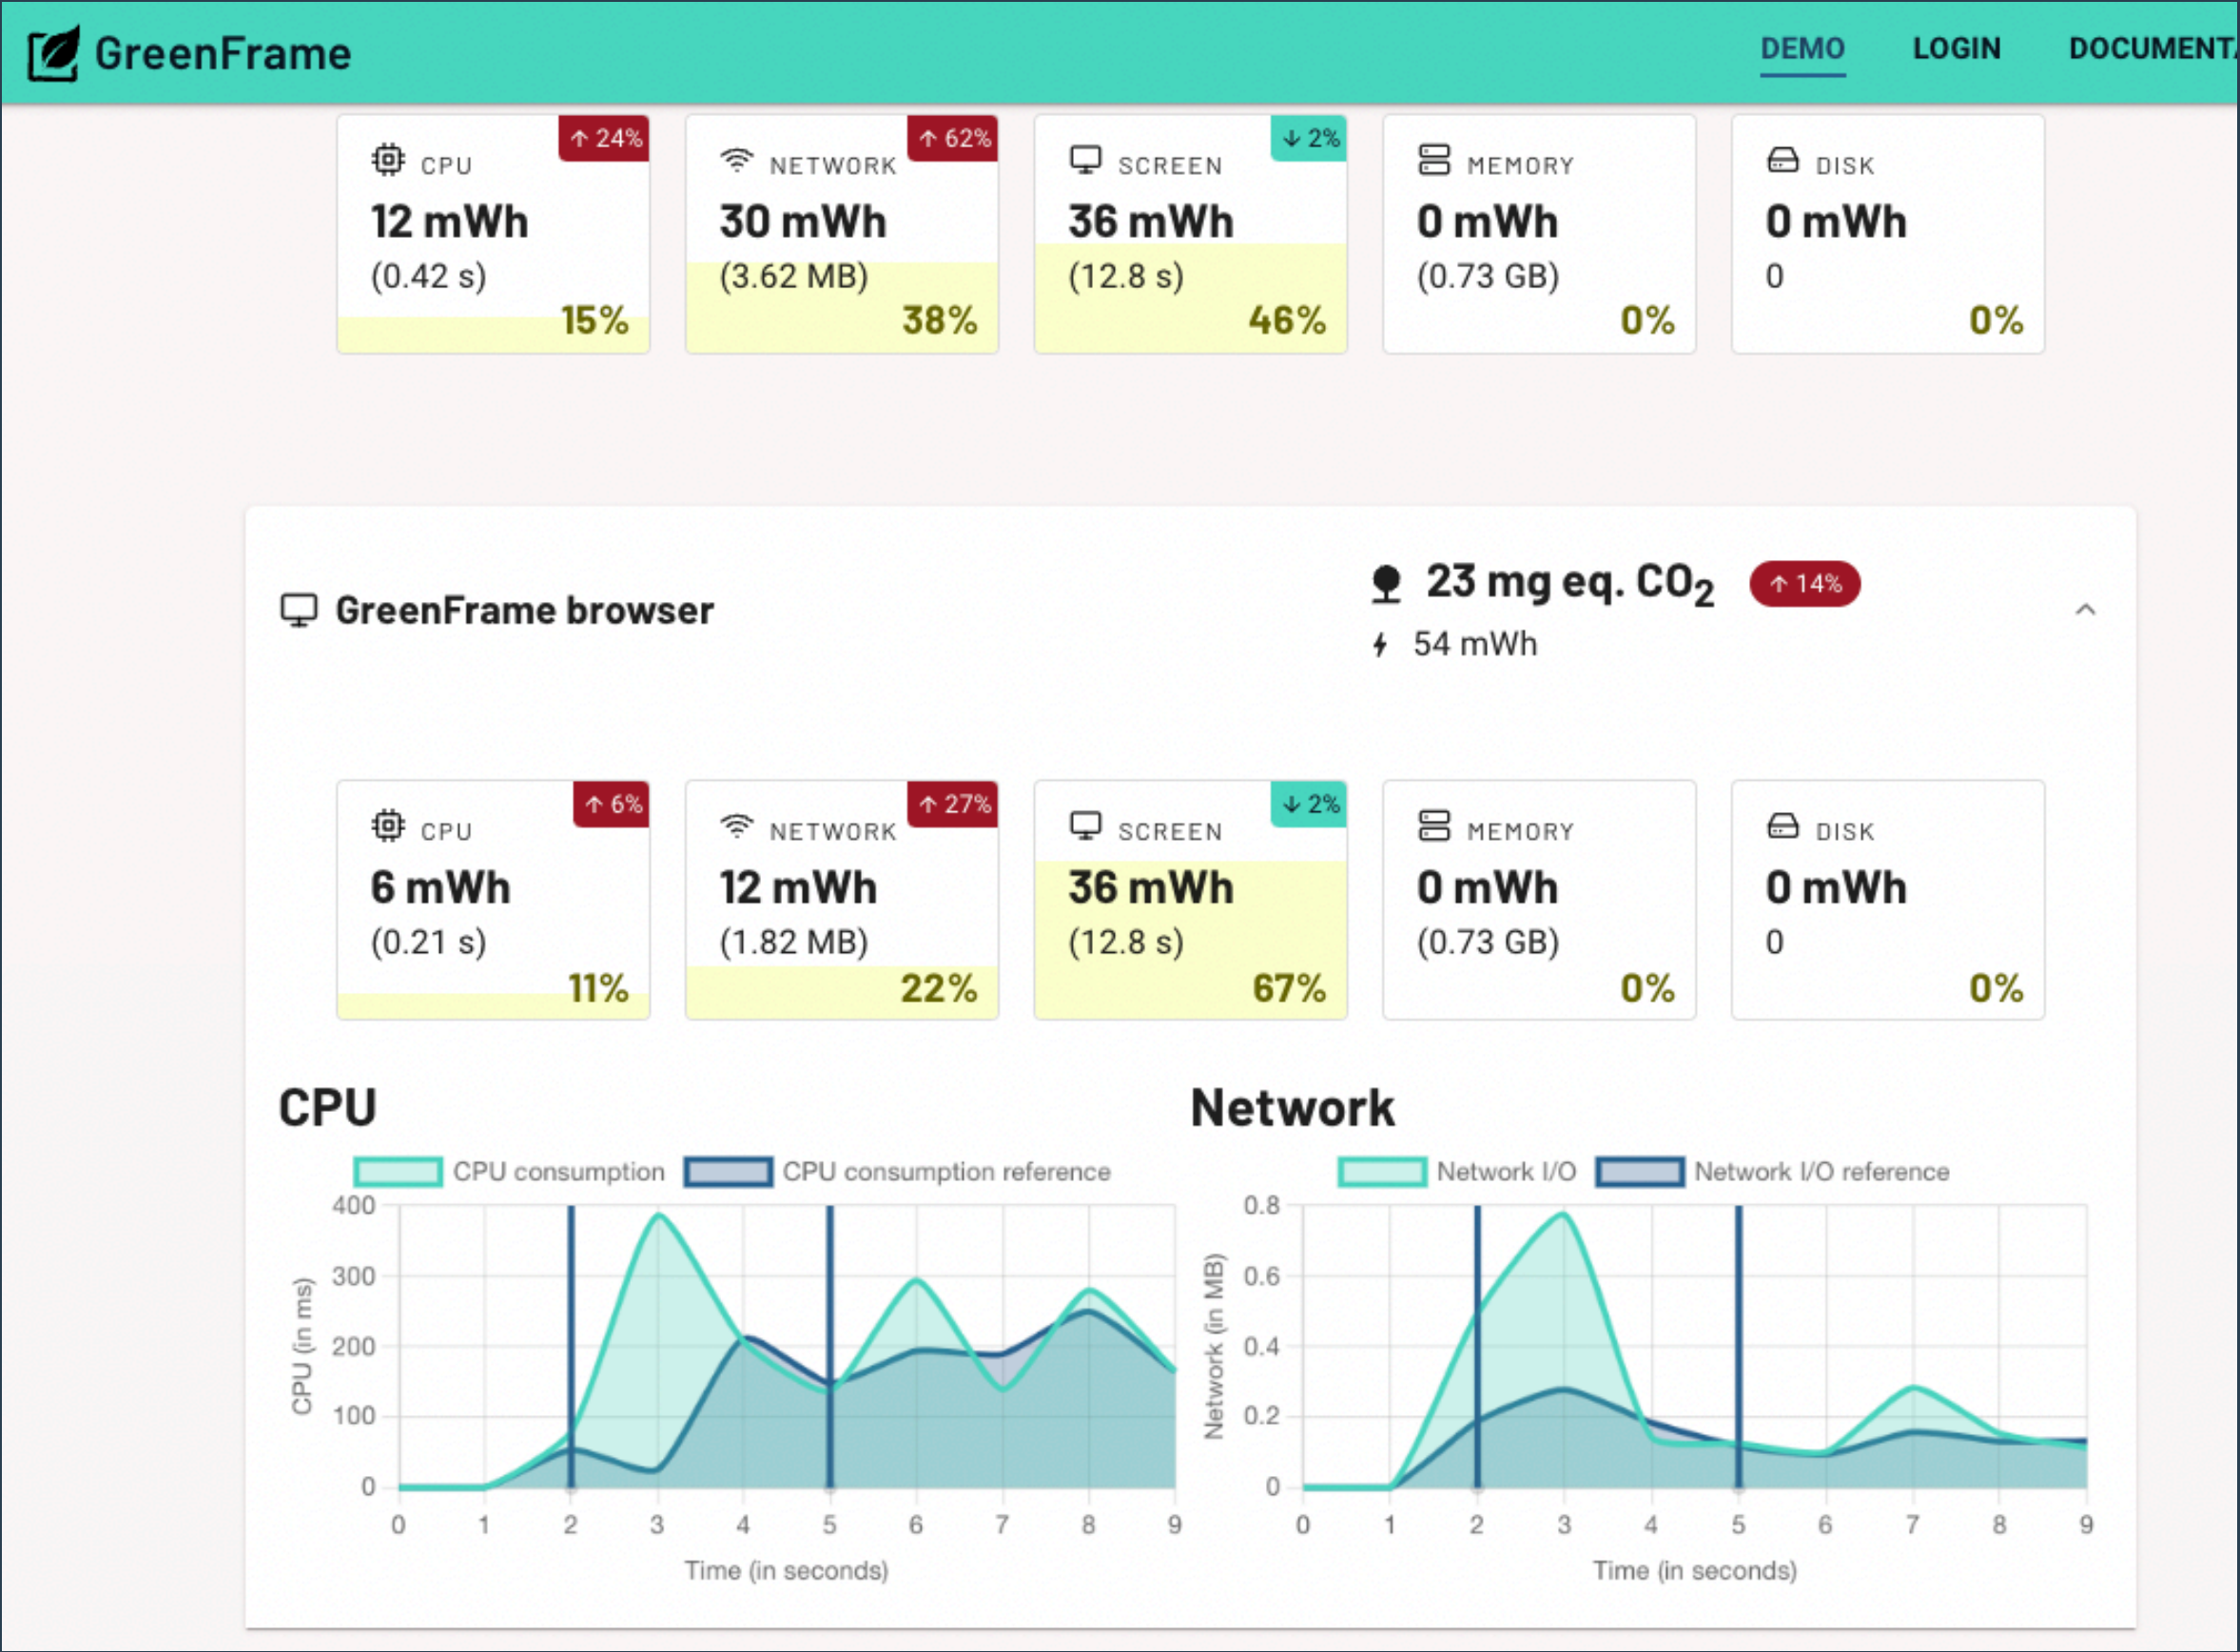 GreenFrame
DEMO LOGIN DOCUMENTA
CPU ↑ 24%
12 mWh
(0.42 s)
15%
NETWORK ↑ 62%
30 mWh
(3.62 MB)
38%
SCREEN ↓ 2%
36 mWh
(12.8 s)
46%
MEMORY
0 mWh
(0.73 GB)
0%
DISK
0 mWh
0
0%
GreenFrame browser
23 mg eq. CO2 ↑ 14%
54 mWh
CPU ↑ 6%
6 mWh
(0.21 s)
11%
NETWORK ↑ 27%
12 mWh
(1.82 MB)
22%
SCREEN ↓ 2%
36 mWh
(12.8 s)
67%
MEMORY
0 mWh
(0.73 GB)
0%
DISK
0 mWh
0
0%
CPU
CPU consumption CPU consumption reference
400
300
200
100
0
CPU (in ms)
0 1 2 3 4 5 6 7 8 9
Time (in seconds)
Network
Network I/O Network I/O reference
0.8
0.6
0.4
0.2
0
Network (in MB)
0 1 2 3 4 5 6 7 8 9
Time (in seconds)